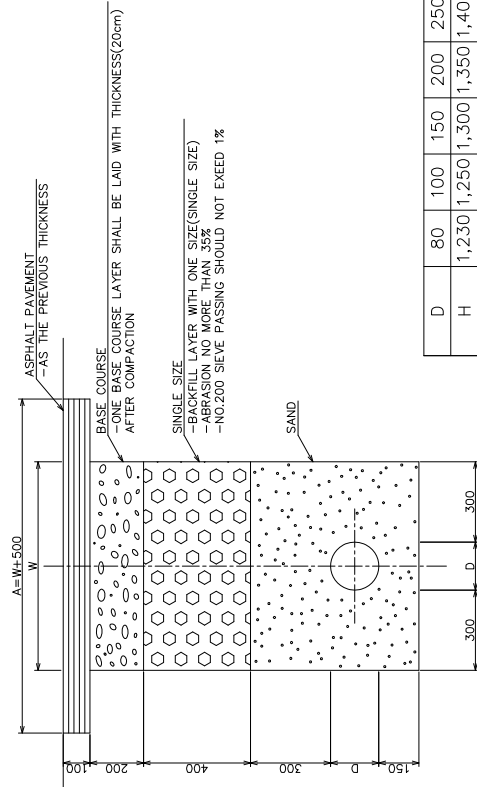 ASPHALT PAVEMENT
-AS THE PREVIOUS THICKNESS
A=W+500
W
BASE COURSE
-ONE BASE COURSE LAYER SHALL BE LAID WITH THICKNESS(20cm)
AFTER COMPACTION
SINGLE SIZE
-BACKFILL LAYER WITH ONE SIZE(SINGLE SIZE)
-ABRASION NO MORE THAN 35%
-NO.200 SIEVE PASSING SHOULD NOT EXCEED 1%
SAND
100
200
400
300
D
150
300 D 300
D 80 100 150 200 250
H 1,230 1,250 1,300 1,350 1,40